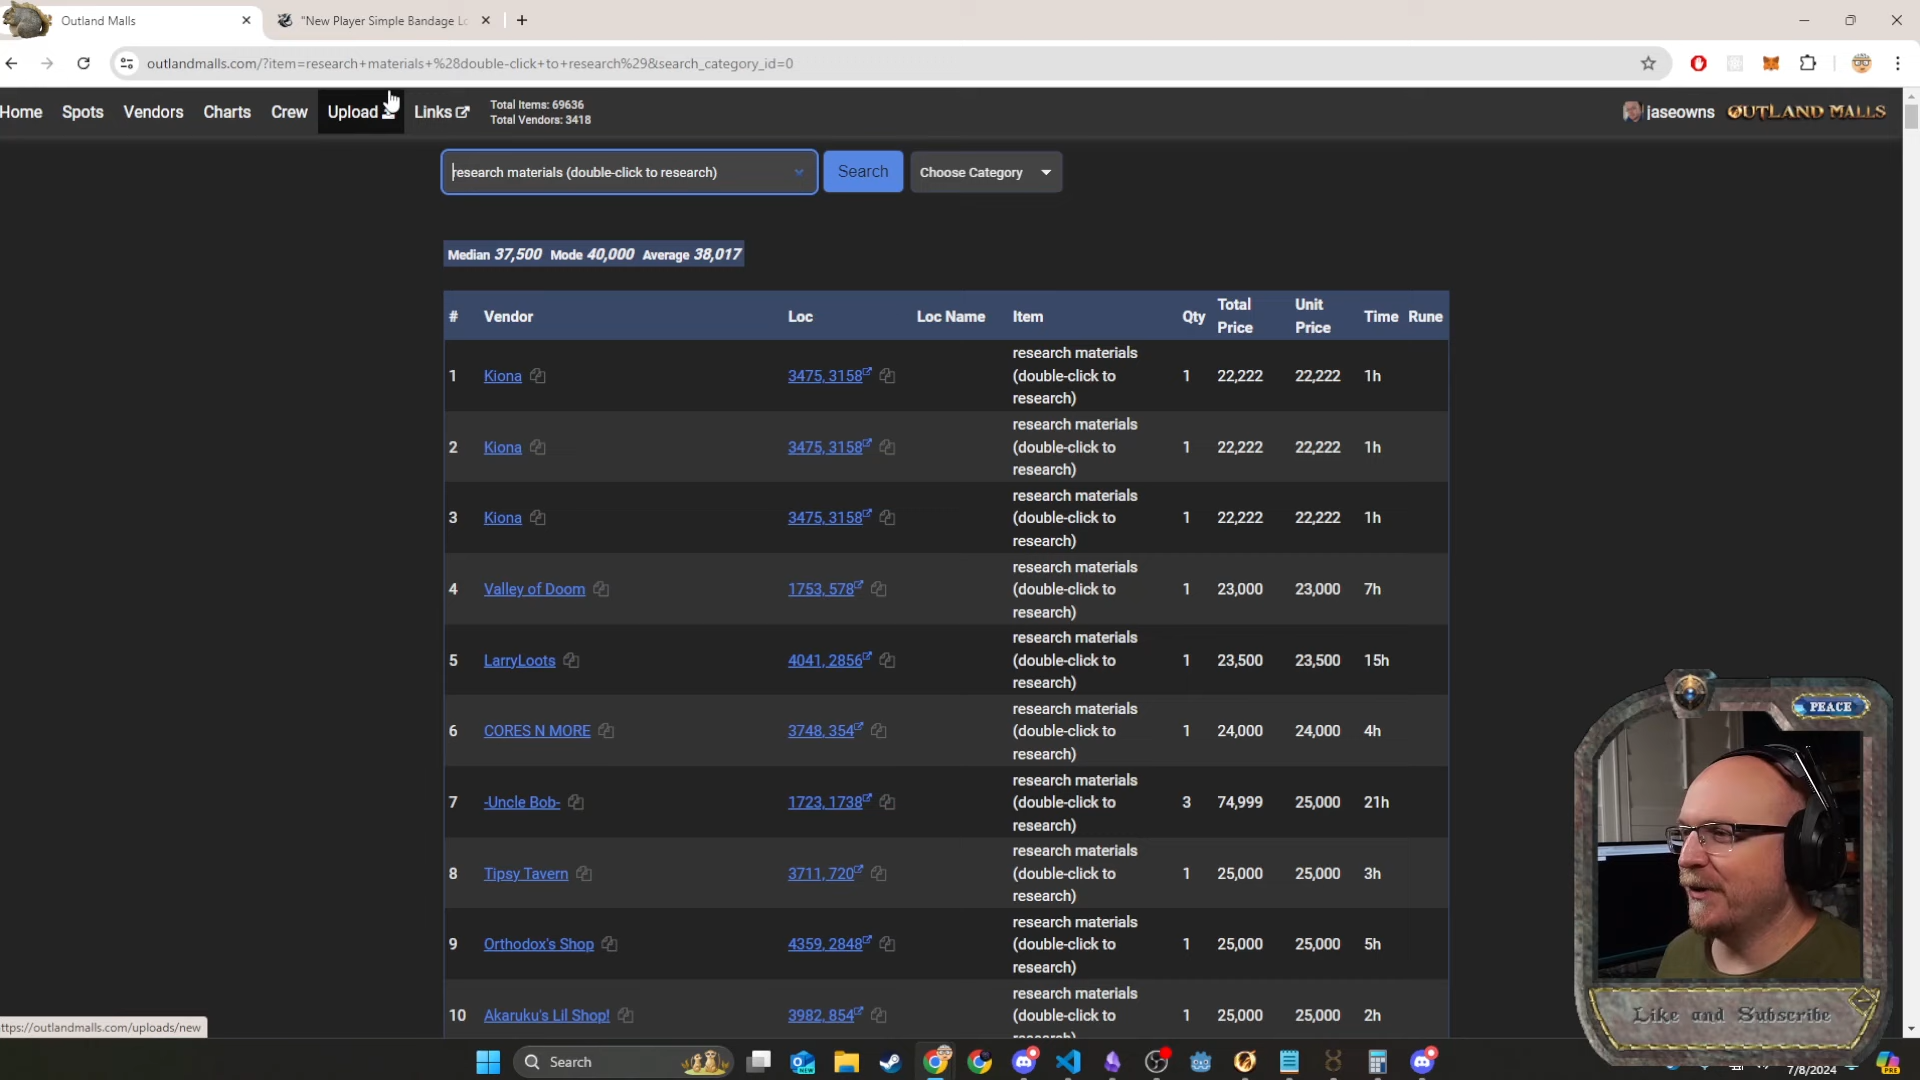 Outland Malls
"New Player Simple Bandage Lo
outlandmalls.com/?item=research+materials+%28double-click+to+research%29&search_category_id=0
Home Spots Vendors Charts Crew Upload Links
Total Items: 69636
Total Vendors: 3418
jaseowns OUTLAND MALLS
research materials (double-click to research)
Search
Choose Category
Median 37,500 Mode 40,000 Average 38,017
# Vendor Loc Loc Name Item Qty Total Price Unit Price Time Rune
1 Kiona 3475, 3158 research materials (double-click to research) 1 22,222 22,222 1h
2 Kiona 3475, 3158 research materials (double-click to research) 1 22,222 22,222 1h
3 Kiona 3475, 3158 research materials (double-click to research) 1 22,222 22,222 1h
4 Valley of Doom 1753, 578 research materials (double-click to research) 1 23,000 23,000 7h
5 LarryLoots 4041, 2856 research materials (double-click to research) 1 23,500 23,500 15h
6 CORES N MORE 3748, 354 research materials (double-click to research) 1 24,000 24,000 4h
7 -Uncle Bob- 1723, 1738 research materials (double-click to research) 3 74,999 25,000 21h
8 Tipsy Tavern 3711, 720 research materials (double-click to research) 1 25,000 25,000 3h
9 Orthodox's Shop 4359, 2848 research materials (double-click to research) 1 25,000 25,000 5h
10 Akaruku's Lil Shop! 3982, 854 research materials (double-click to 1 25,000 25,000 2h
PEACE
Like and Subscribe
ttps://outlandmalls.com/uploads/new
Search
NEW
7/8/2024
PRE